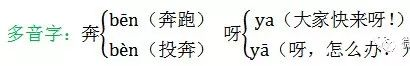 多音字：奔
bēn（奔跑）
bèn（投奔）
呀
ya（大家快来呀！）
yā（呀，怎么办